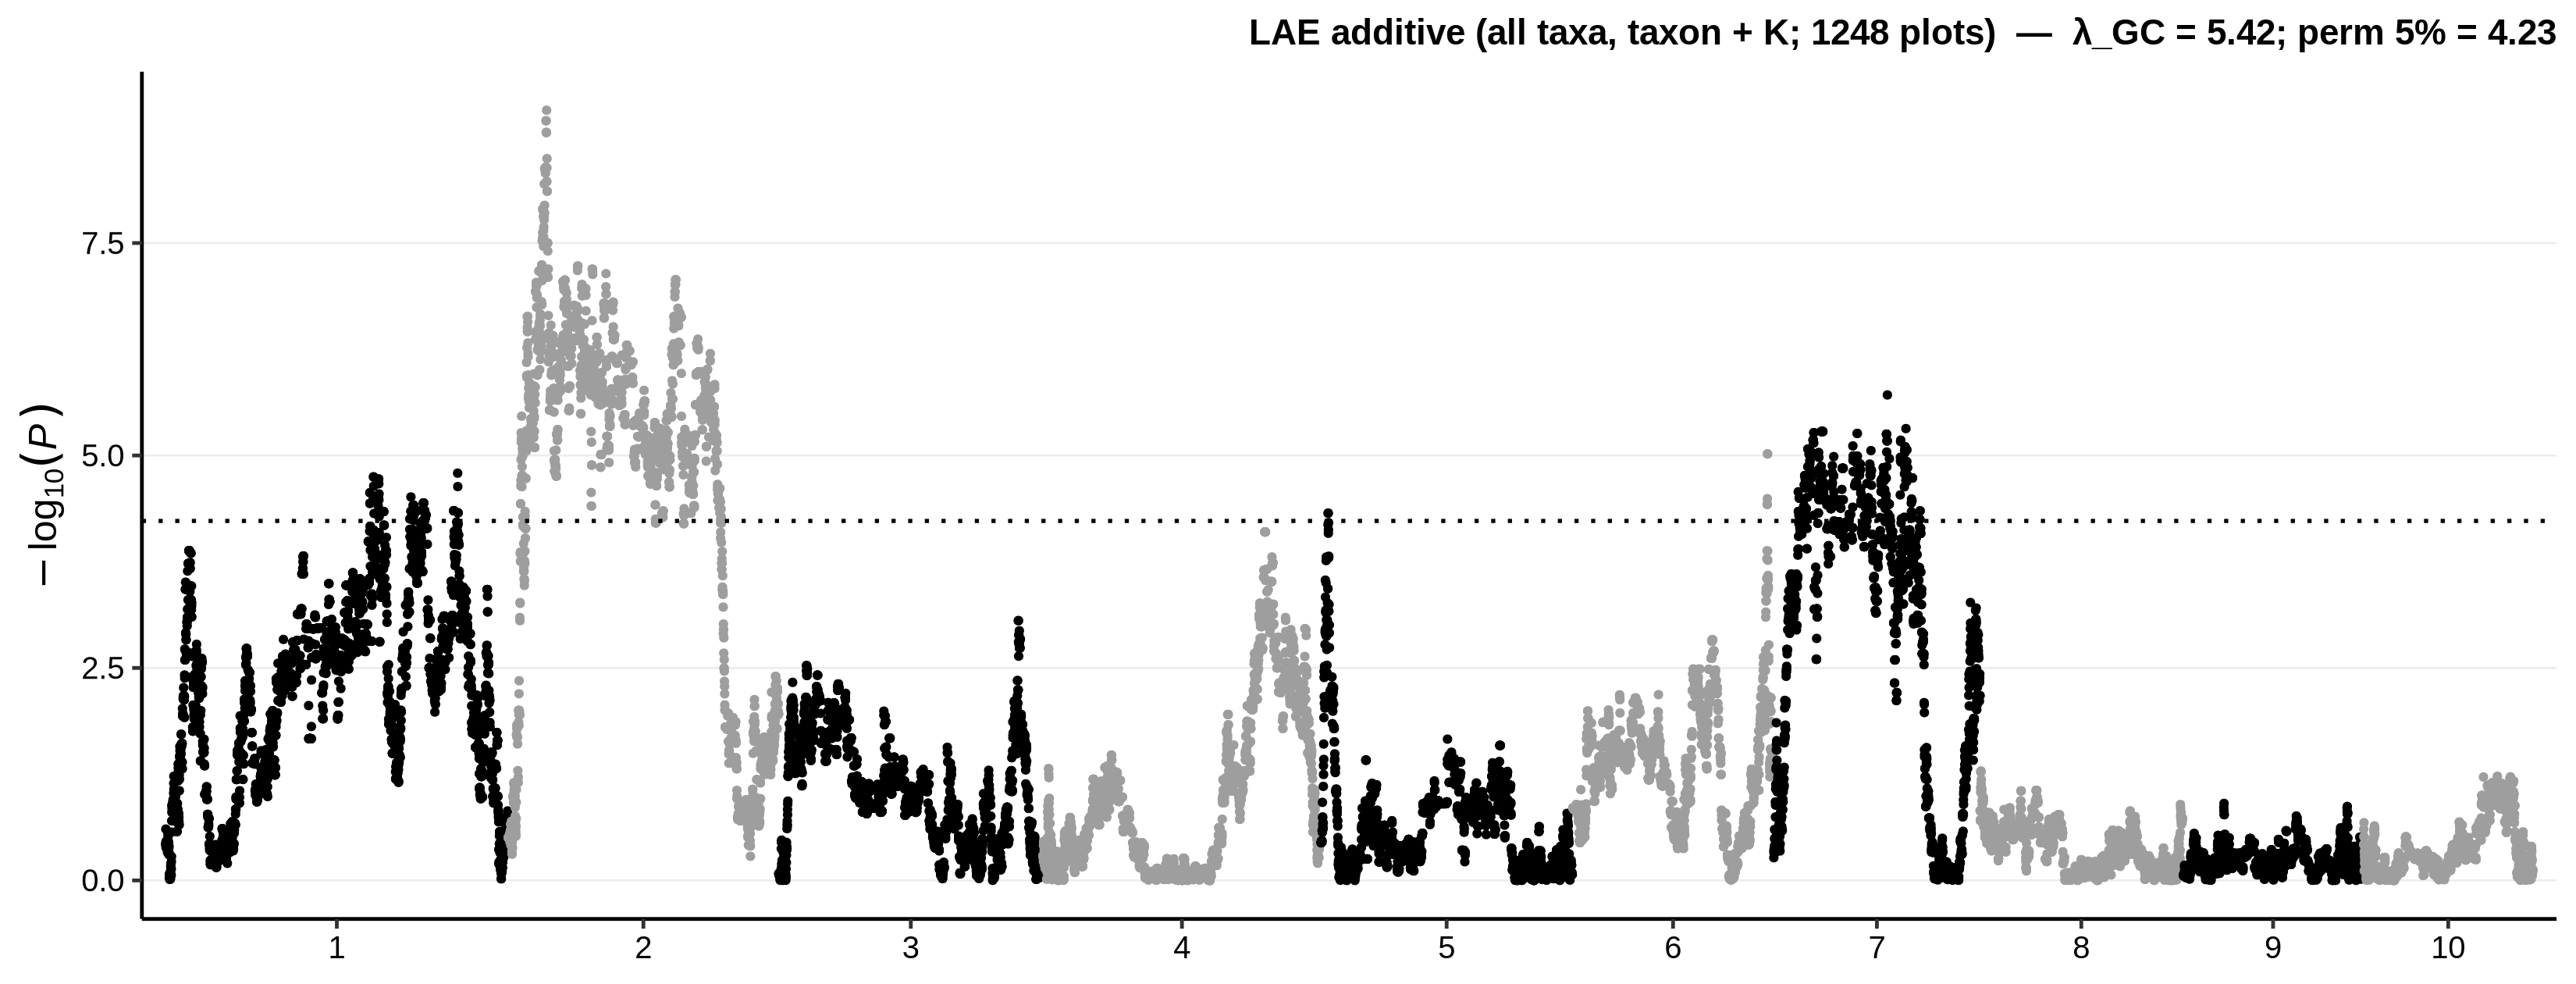 LAE additive (all taxa, taxon + K; 1248 plots) — λ_GC = 5.42; perm 5% = 4.23
− log10(P)
7.5
5.0
2.5
0.0
1 2 3 4 5 6 7 8 9 10